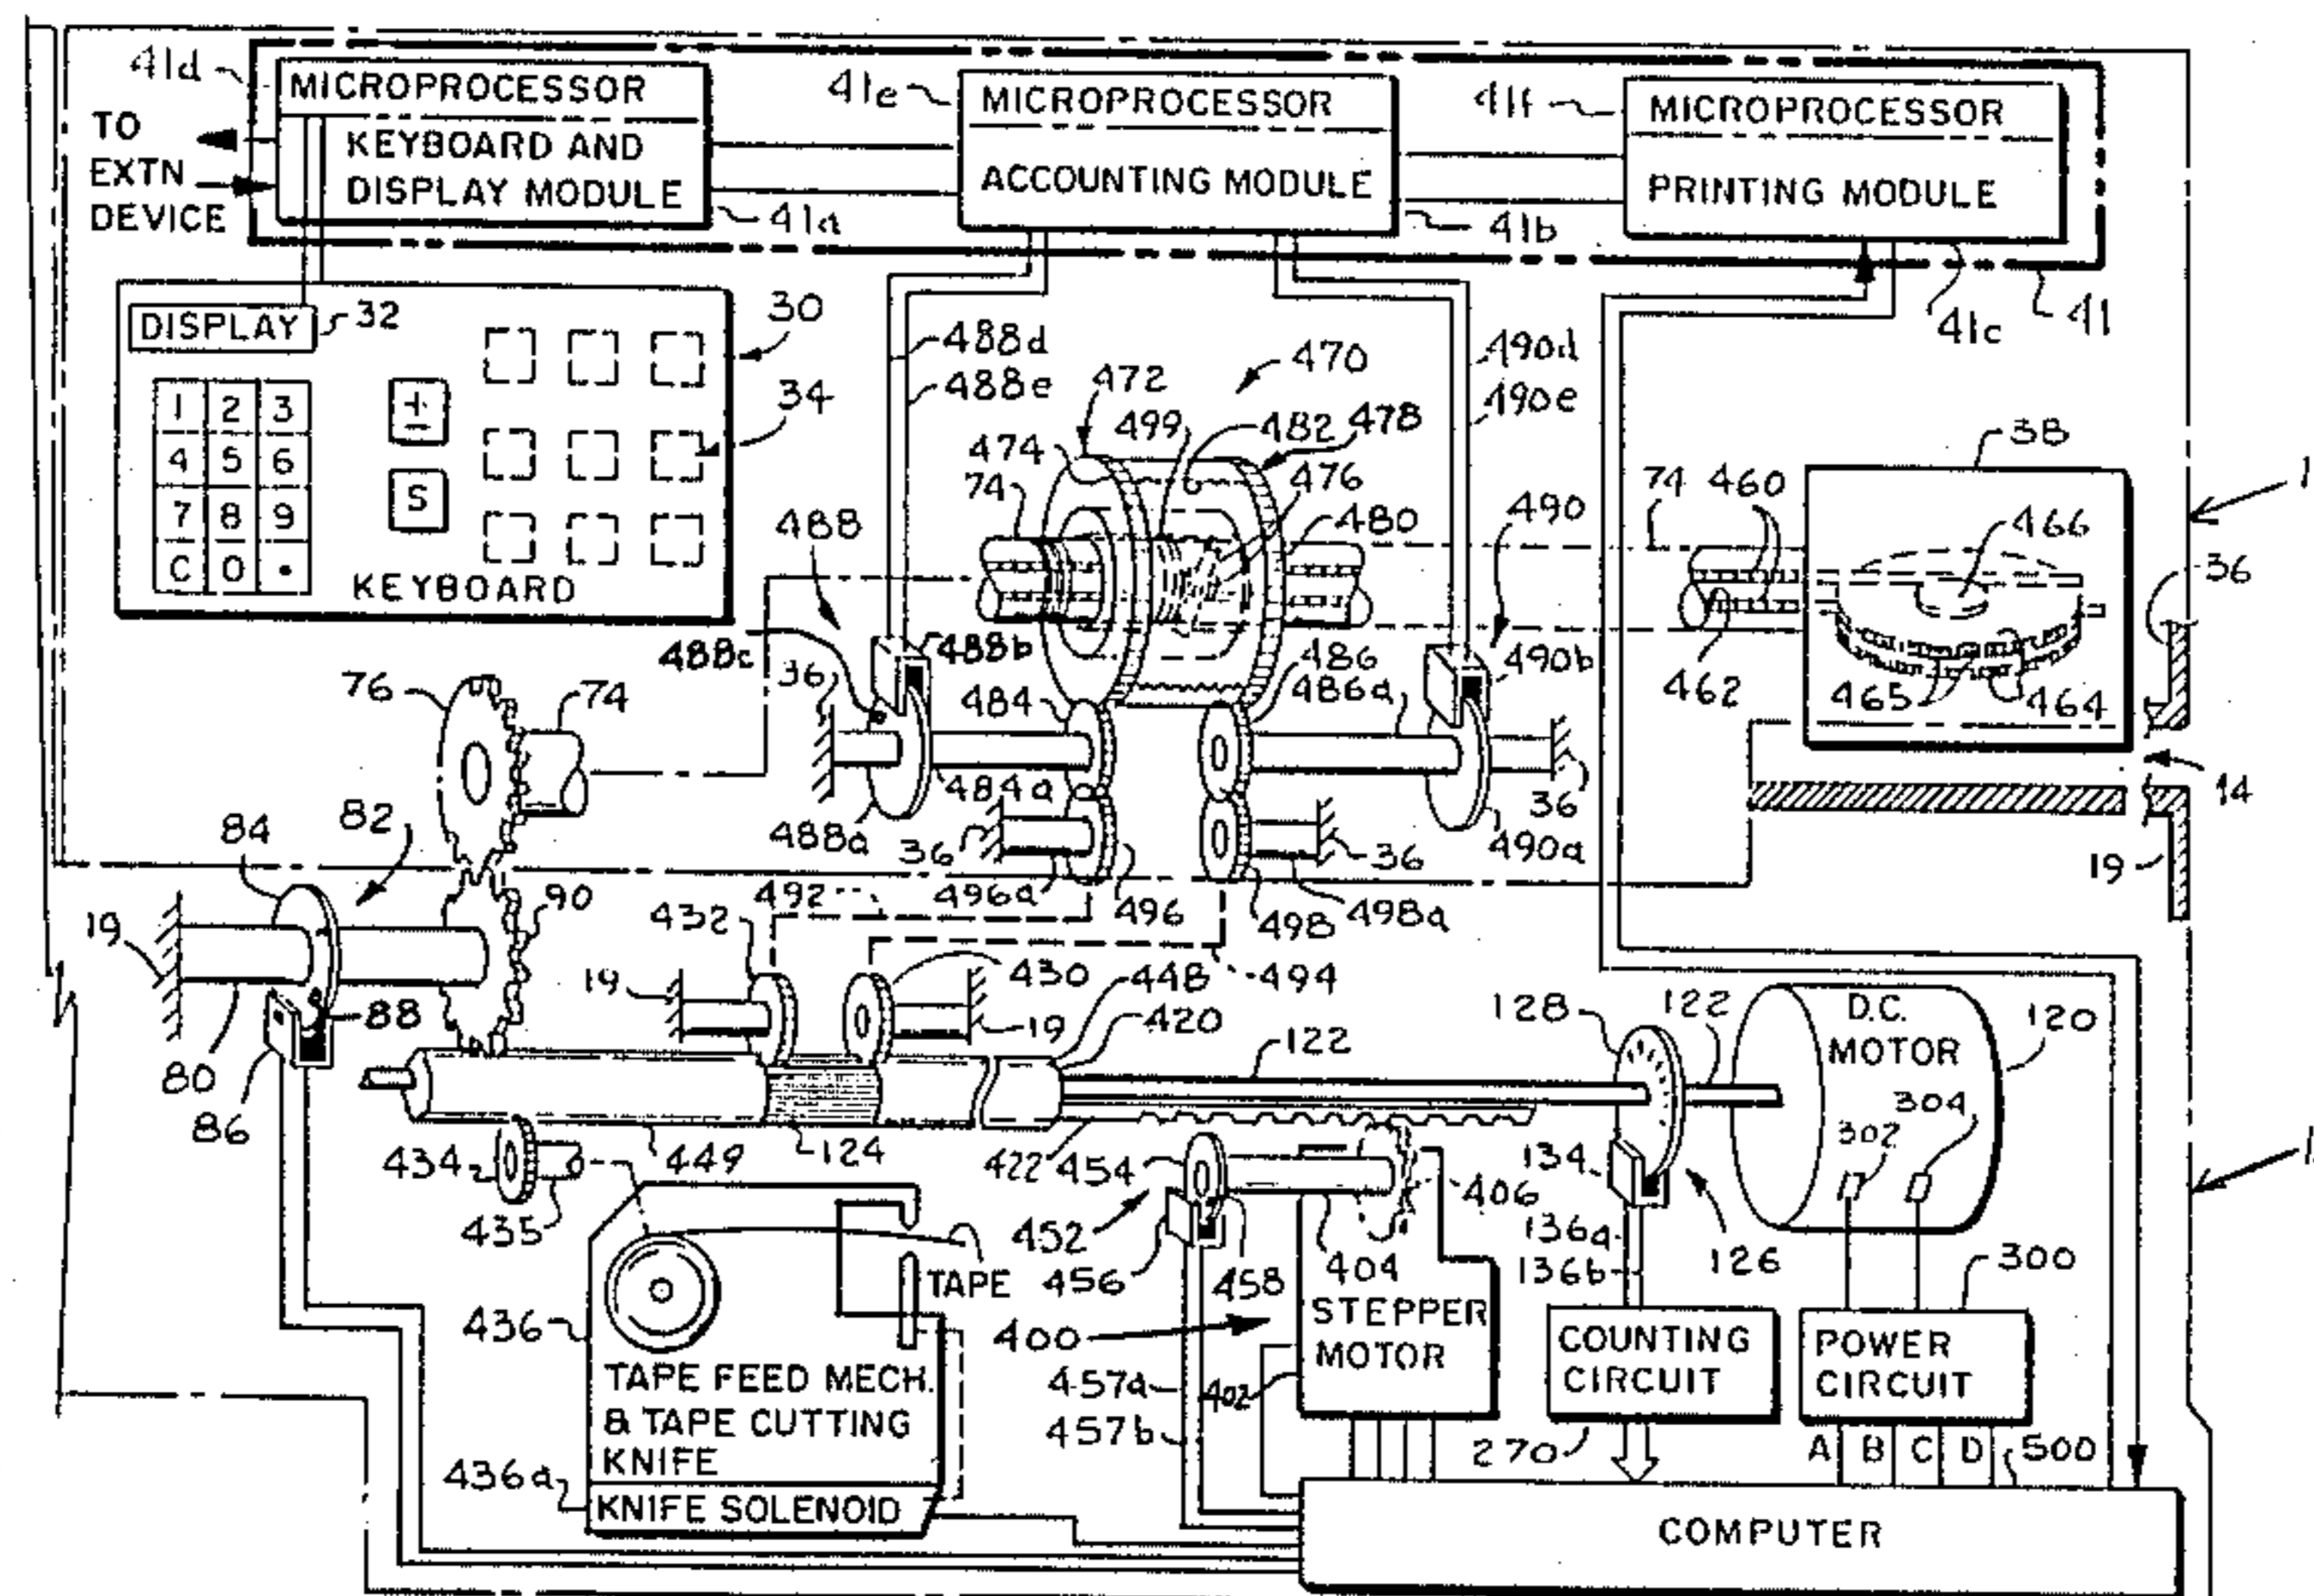 41d
MICROPROCESSOR
KEYBOARD AND
DISPLAY MODULE
41a
TO
EXTN
DEVICE
41e
MICROPROCESSOR
ACCOUNTING MODULE
41b
41f
MICROPROCESSOR
PRINTING MODULE
41c
41
DISPLAY
32
30
34
1 2 3
4 5 6
7 8 9
C 0 •
+
−
S
KEYBOARD
488d
488e
470
472
499
482
478
474
74
476
480
490d
490e
488
490
38
74
460
466
36
462
465
464
1
14
19
488c
488b
36
484
486
486a
490b
76
74
484a
488a
36
496a
496
498
498a
36
36
490a
84
82
19
90
492
432
430
494
19
19
448
420
88
80
86
122
128
122
D.C.
MOTOR
120
302
304
434
435
449
124
422
454
406
134
136a
136b
126
1
452
456
458
404
400
STEPPER
MOTOR
402
457a
457b
TAPE
436
TAPE FEED MECH.
& TAPE CUTTING
KNIFE
436a
KNIFE SOLENOID
COUNTING
CIRCUIT
270
300
POWER
CIRCUIT
A B C D
500
COMPUTER